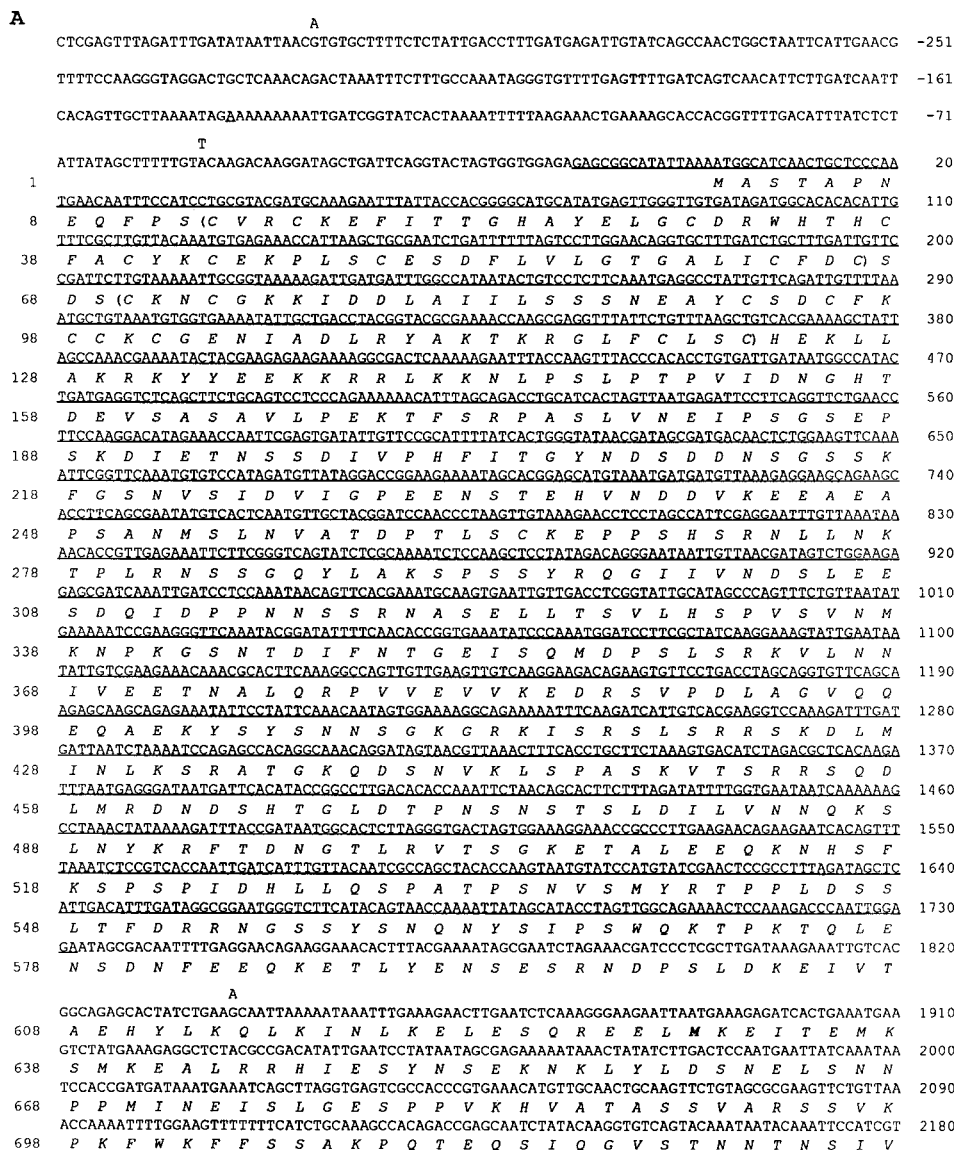 A
A
CTCGAGTTTAGATTTGATATAATTAACGTGTGCTTTTCTCTATTGACCTTTGATGAGATTGTATCAGCCAACTGGCTAATTCATTGAACG -251
TTTTCCAAGGGTAGGACTGCTCAAACAGACTAAATTTCTTTGCCAAATAGGGTGTTTTGAGTTTTGATCAGTCAACATTCTTGATCAATT -161
CACAGTTGCTTAAAATAGAAAAAAAAATTGATCGGTATCACTAAAATTTTTAAGAAACTGAAAAGCACCACGGTTTTGACATTTATCTCT -71
T
ATTATAGCTTTTTGTACAAGACAAGGATAGCTGATTCAGGTACTAGTGGTGGAGAGAGCGGCATATTAAAATGGCATCAACTGCTCCCAA 20
1 M A S T A P N
TGAACAATTTCCATCCTGCGTACGATGCAAAGAATTTATTACCACGGGGCATGCATATGAGTTGGGTTGTGATAGATGGCACACACATTG 110
8 E Q F P S (C V R C K E F I T T G H A Y E L G C D R W H T H C
TTTCGCTTGTTACAAATGTGAGAAACCATTAAGCTGCGAATCTGATTTTTTAGTCCTTGGAACAGGTGCTTTGATCTGCTTTGATTGTTC 200
38 F A C Y K C E K P L S C E S D F L V L G T G A L I C F D C) S
CGATTCTTGTAAAAATTGCGGTAAAAAGATTGATGATTTGGCCATAATACTGTCCTCTTCAAATGAGGCCTATTGTTCAGATTGTTTTAA 290
68 D S (C K N C G K K I D D L A I I L S S S N E A Y C S D C F K
ATGCTGTAAATGTGGTGAAAATATTGCTGACCTACGGTACGCGAAAACCAAGCGAGGTTTATTCTGTTTAAGCTGTCACGAAAAGCTATT 380
98 C C K C G E N I A D L R Y A K T K R G L F C L S C) H E K L L
AGCCAAACGAAAATACTACGAAGAGAAGAAAAGGCGACTCAAAAAGAATTTACCAAGTTTACCCACACCTGTGATTGATAATGGCCATAC 470
128 A K R K Y Y E E K K R R L K K N L P S L P T P V I D N G H T
TGATGAGGTCTCAGCTTCTGCAGTCCTCCCAGAAAAAACATTTAGCAGACCTGCATCACTAGTTAATGAGATTCCTTCAGGTTCTGAACC 560
158 D E V S A S A V L P E K T F S R P A S L V N E I P S G S E P
TTCCAAGGACATAGAAACCAATTCGAGTGATATTGTTCCGCATTTTATCACTGGGTATAACGATAGCGATGACAACTCTGGAAGTTCAAA 650
188 S K D I E T N S S D I V P H F I T G Y N D S D D N S G S S K
ATTCGGTTCAAATGTGTCCATAGATGTTATAGGACCGGAAGAAAATAGCACGGAGCATGTAAATGATGATGTTAAAGAGGAAGCAGAAGC 740
218 F G S N V S I D V I G P E E N S T E H V N D D V K E E A E A
ACCTTCAGCGAATATGTCACTCAATGTTGCTACGGATCCAACCCTAAGTTGTAAAGAACCTCCTAGCCATTCGAGGAATTTGTTAAATAA 830
248 P S A N M S L N V A T D P T L S C K E P P S H S R N L L N K
AACACCGTTGAGAAATTCTTCGGGTCAGTATCTCGCAAAATCTCCAAGCTCCTATAGACAGGGAATAATTGTTAACGATAGTCTGGAAGA 920
278 T P L R N S S G Q Y L A K S P S S Y R Q G I I V N D S L E E
GAGCGATCAAATTGATCCTCCAAATAACAGTTCACGAAATGCAAGTGAATTGTTGACCTCGGTATTGCATAGCCCAGTTTCTGTTAATAT 1010
308 S D Q I D P P N N S S R N A S E L L T S V L H S P V S V N M
GAAAAATCCGAAGGGTTCAAATACGGATATTTTCAACACCGGTGAAATATCCCAAATGGATCCTTCGCTATCAAGGAAAGTATTGAATAA 1100
338 K N P K G S N T D I F N T G E I S Q M D P S L S R K V L N N
TATTGTCGAAGAAACAAACGCACTTCAAAGGCCAGTTGTTGAAGTTGTCAAGGAAGACAGAAGTGTTCCTGACCTAGCAGGTGTTCAGCA 1190
368 I V E E T N A L Q R P V V E V V K E D R S V P D L A G V Q Q
AGAGCAAGCAGAGAAATATTCCTATTCAAACAATAGTGGAAAAGGCAGAAAAATTTCAAGATCATTGTCACGAAGGTCCAAAGATTTGAT 1280
398 E Q A E K Y S Y S N N S G K G R K I S R S L S R R S K D L M
GATTAATCTAAAATCCAGAGCCACAGGCAAACAGGATAGTAACGTTAAACTTTCACCTGCTTCTAAAGTGACATCTAGACGCTCACAAGA 1370
428 I N L K S R A T G K Q D S N V K L S P A S K V T S R R S Q D
TTTAATGAGGGATAATGATTCACATACCGGCCTTGACACACCAAATTCTAACAGCACTTCTTTAGATATTTTGGTGAATAATCAAAAAAG 1460
458 L M R D N D S H T G L D T P N S N S T S L D I L V N N Q K S
CCTAAACTATAAAAGATTTACCGATAATGGCACTCTTAGGGTGACTAGTGGAAAGGAAACCGCCCTTGAAGAACAGAAGAATCACAGTTT 1550
488 L N Y K R F T D N G T L R V T S G K E T A L E E Q K N H S F
TAAATCTCCGTCACCAATTGATCATTTGTTACAATCGCCAGCTACACCAAGTAATGTATCCATGTATCGAACTCCGCCTTTAGATAGCTC 1640
518 K S P S P I D H L L Q S P A T P S N V S M Y R T P P L D S S
ATTGACATTTGATAGGCGGAATGGGTCTTCATACAGTAACCAAAATTATAGCATACCTAGTTGGCAGAAAACTCCAAAGACCCAATTGGA 1730
548 L T F D R R N G S S Y S N Q N Y S I P S W Q K T P K T Q L E
GAATAGCGACAATTTTGAGGAACAGAAGGAAACACTTTACGAAAATAGCGAATCTAGAAACGATCCCTCGCTTGATAAAGAAATTGTCAC 1820
578 N S D N F E E Q K E T L Y E N S E S R N D P S L D K E I V T
A
GGCAGAGCACTATCTGAAGCAATTAAAAATAAATTTGAAAGAACTTGAATCTCAAAGGGAAGAATTAATGAAAGAGATCACTGAAATGAA 1910
608 A E H Y L K Q L K I N L K E L E S Q R E E L M K E I T E M K
GTCTATGAAAGAGGCTCTACGCCGACATATTGAATCCTATAATAGCGAGAAAAATAAACTATATCTTGACTCCAATGAATTATCAAATAA 2000
638 S M K E A L R R H I E S Y N S E K N K L Y L D S N E L S N N
TCCACCGATGATAAATGAAATCAGCTTAGGTGAGTCGCCACCCGTGAAACATGTTGCAACTGCAAGTTCTGTAGCGCGAAGTTCTGTTAA 2090
668 P P M I N E I S L G E S P P V K H V A T A S S V A R S S V K
ACCAAAATTTTGGAAGTTTTTTTCATCTGCAAAGCCACAGACCGAGCAATCTATACAAGGTGTCAGTACAAATAATACAAATTCCATCGT 2180
698 P K F W K F F S S A K P Q T E Q S I Q G V S T N N T N S I V